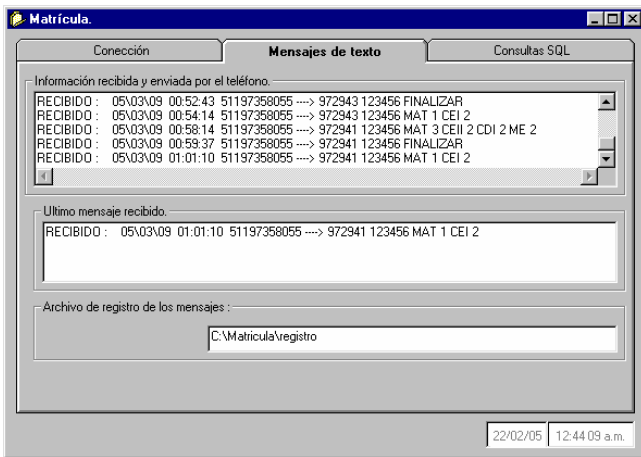 Matrícula.
Conección Mensajes de texto Consultas SQL
Información recibida y enviada por el teléfono.
RECIBIDO : 05\03\09 00:52:43 51197358055 ---> 972943 123456 FINALIZAR
RECIBIDO : 05\03\09 00:54:14 51197358055 ---> 972943 123456 MAT 1 CEI 2
RECIBIDO : 05\03\09 00:58:14 51197358055 ---> 972941 123456 MAT 3 CEII 2 CDI 2 ME 2
RECIBIDO : 05\03\09 00:59:37 51197358055 ---> 972941 123456 FINALIZAR
RECIBIDO : 05\03\09 01:01:10 51197358055 ---> 972941 123456 MAT 1 CEI 2
Ultimo mensaje recibido.
RECIBIDO : 05\03\09 01:01:10 51197358055 ---> 972941 123456 MAT 1 CEI 2
Archivo de registro de los mensajes :
C:\Matricula\registro
22/02/05 12:44:09 a.m.